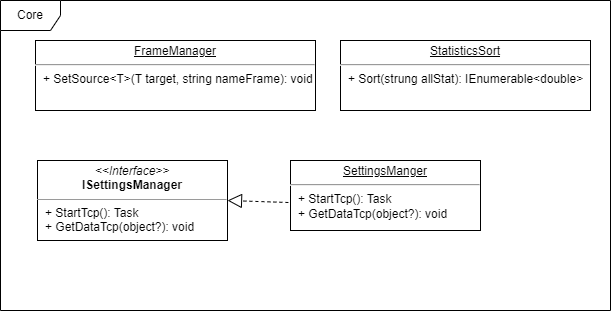 Core
FrameManager
+ SetSource<T>(T target, string nameFrame): void
StatisticsSort
+ Sort(strung allStat): IEnumerable<double>
<<Interface>>
ISettingsManager
+ StartTcp(): Task
+ GetDataTcp(object?): void
SettingsManger
+ StartTcp(): Task
+ GetDataTcp(object?): void